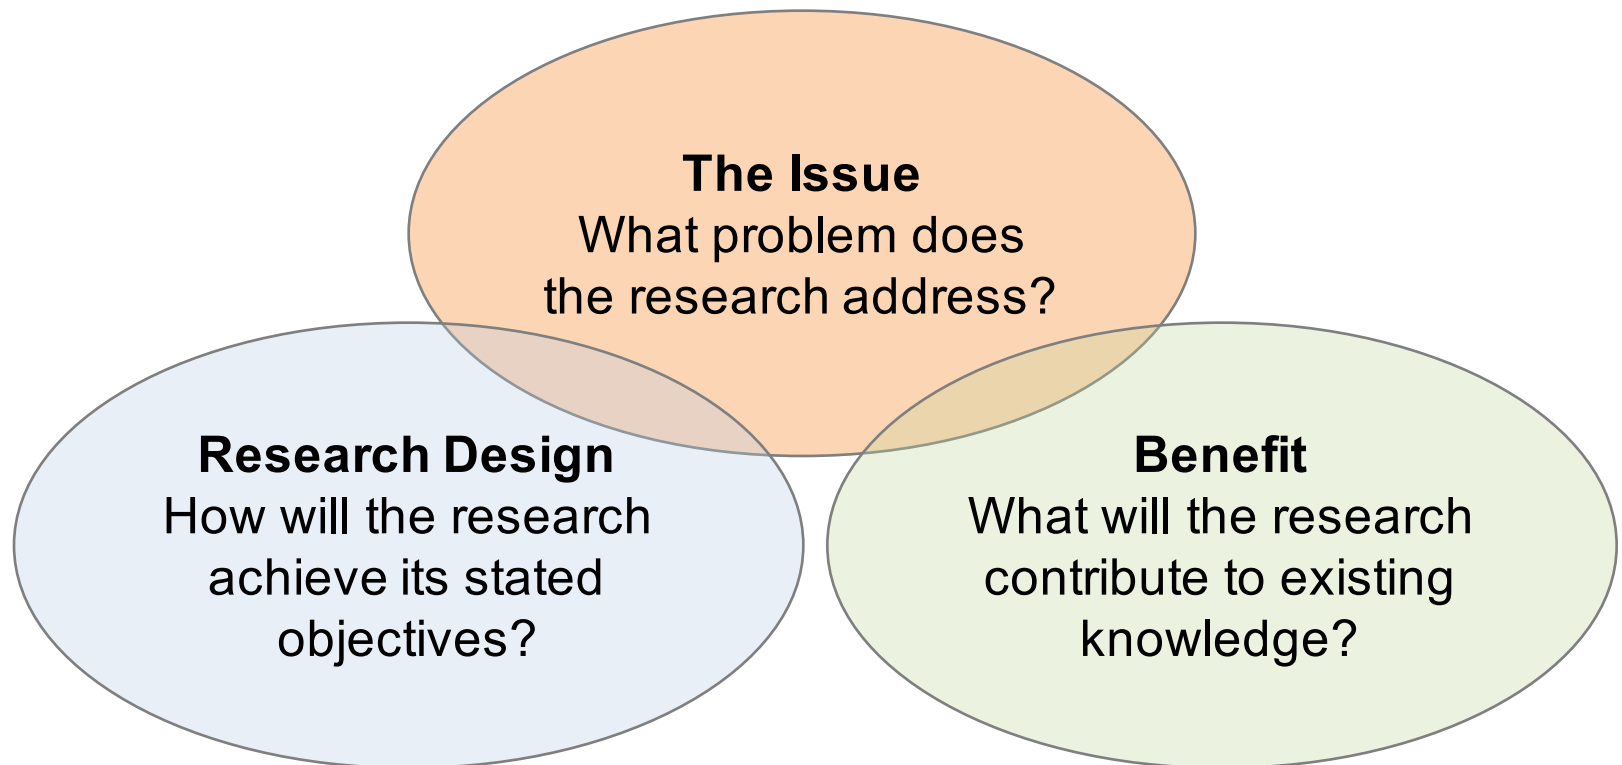 The Issue
What problem does
the research address?
Research Design
How will the research
achieve its stated
objectives?
Benefit
What will the research
contribute to existing
knowledge?